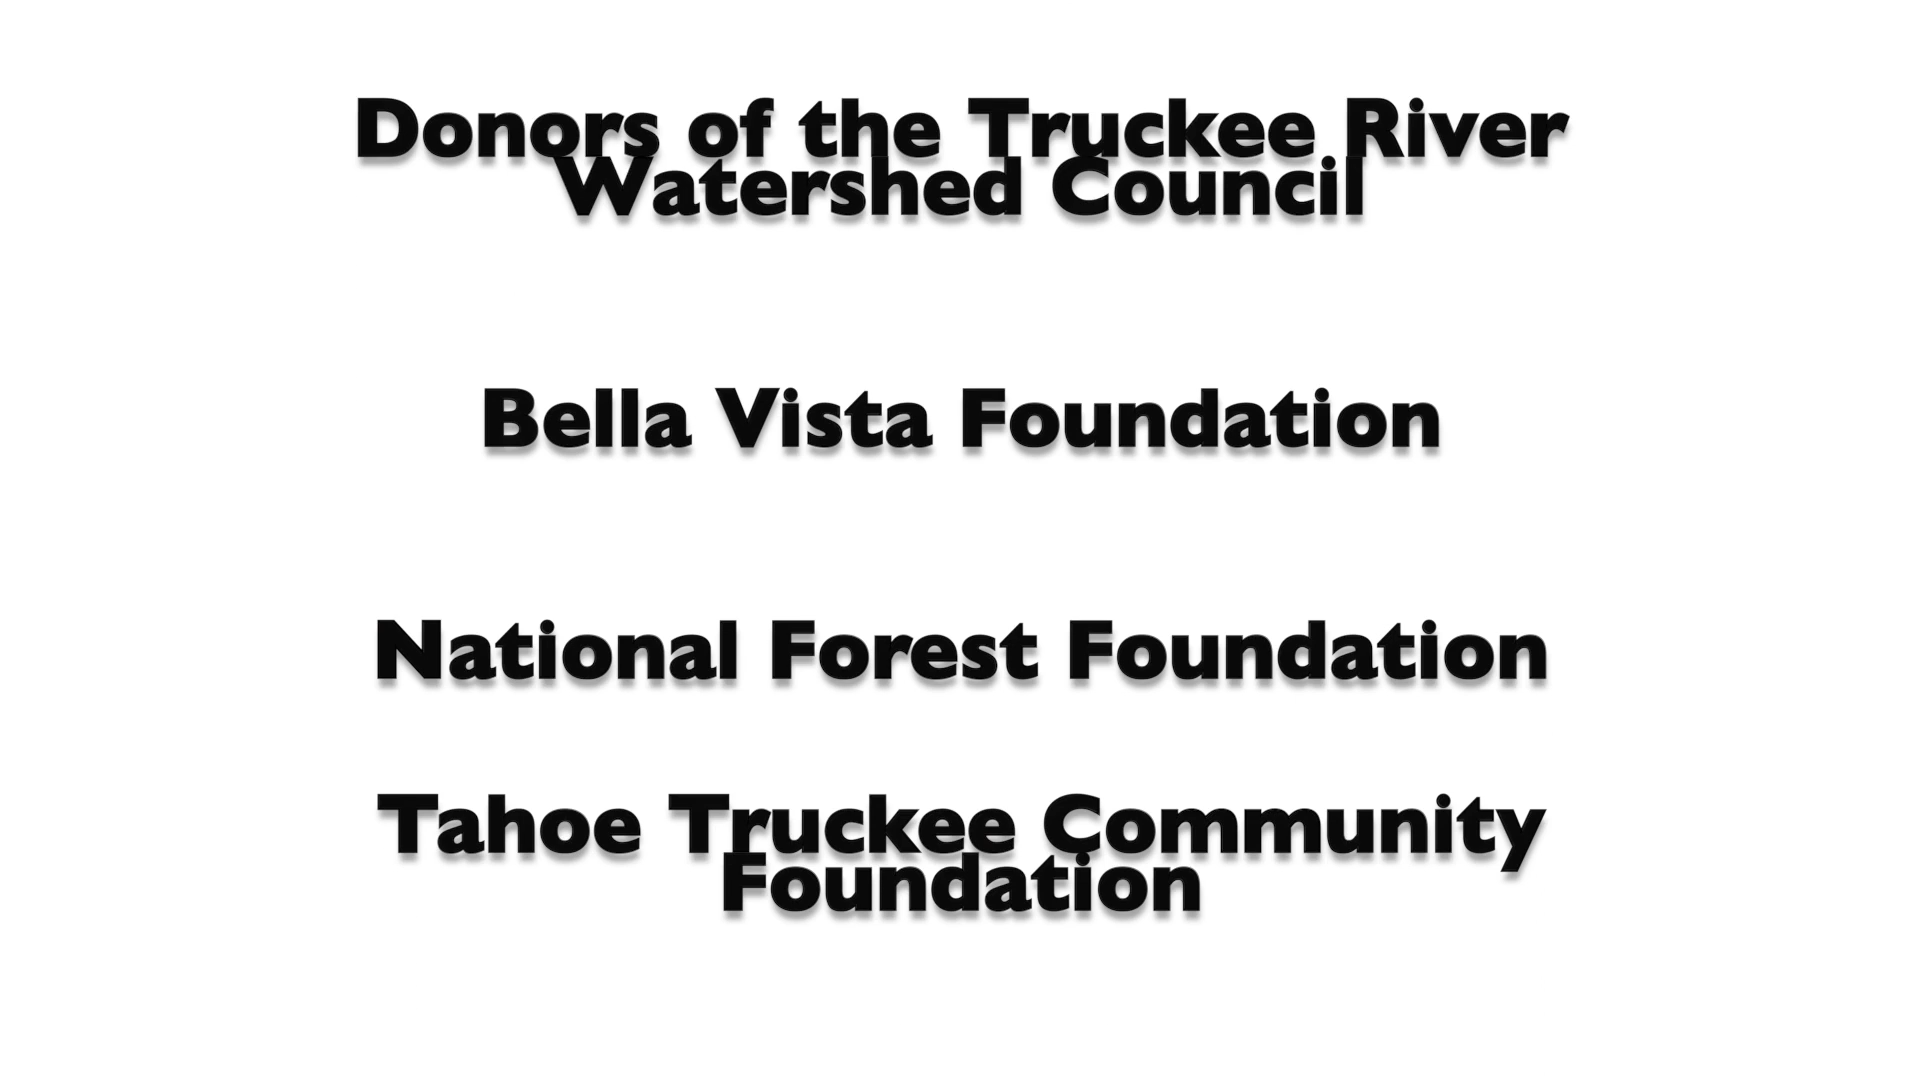 Donors of the Truckee River
Watershed Council
Bella Vista Foundation
National Forest Foundation
Tahoe Truckee Community
Foundation